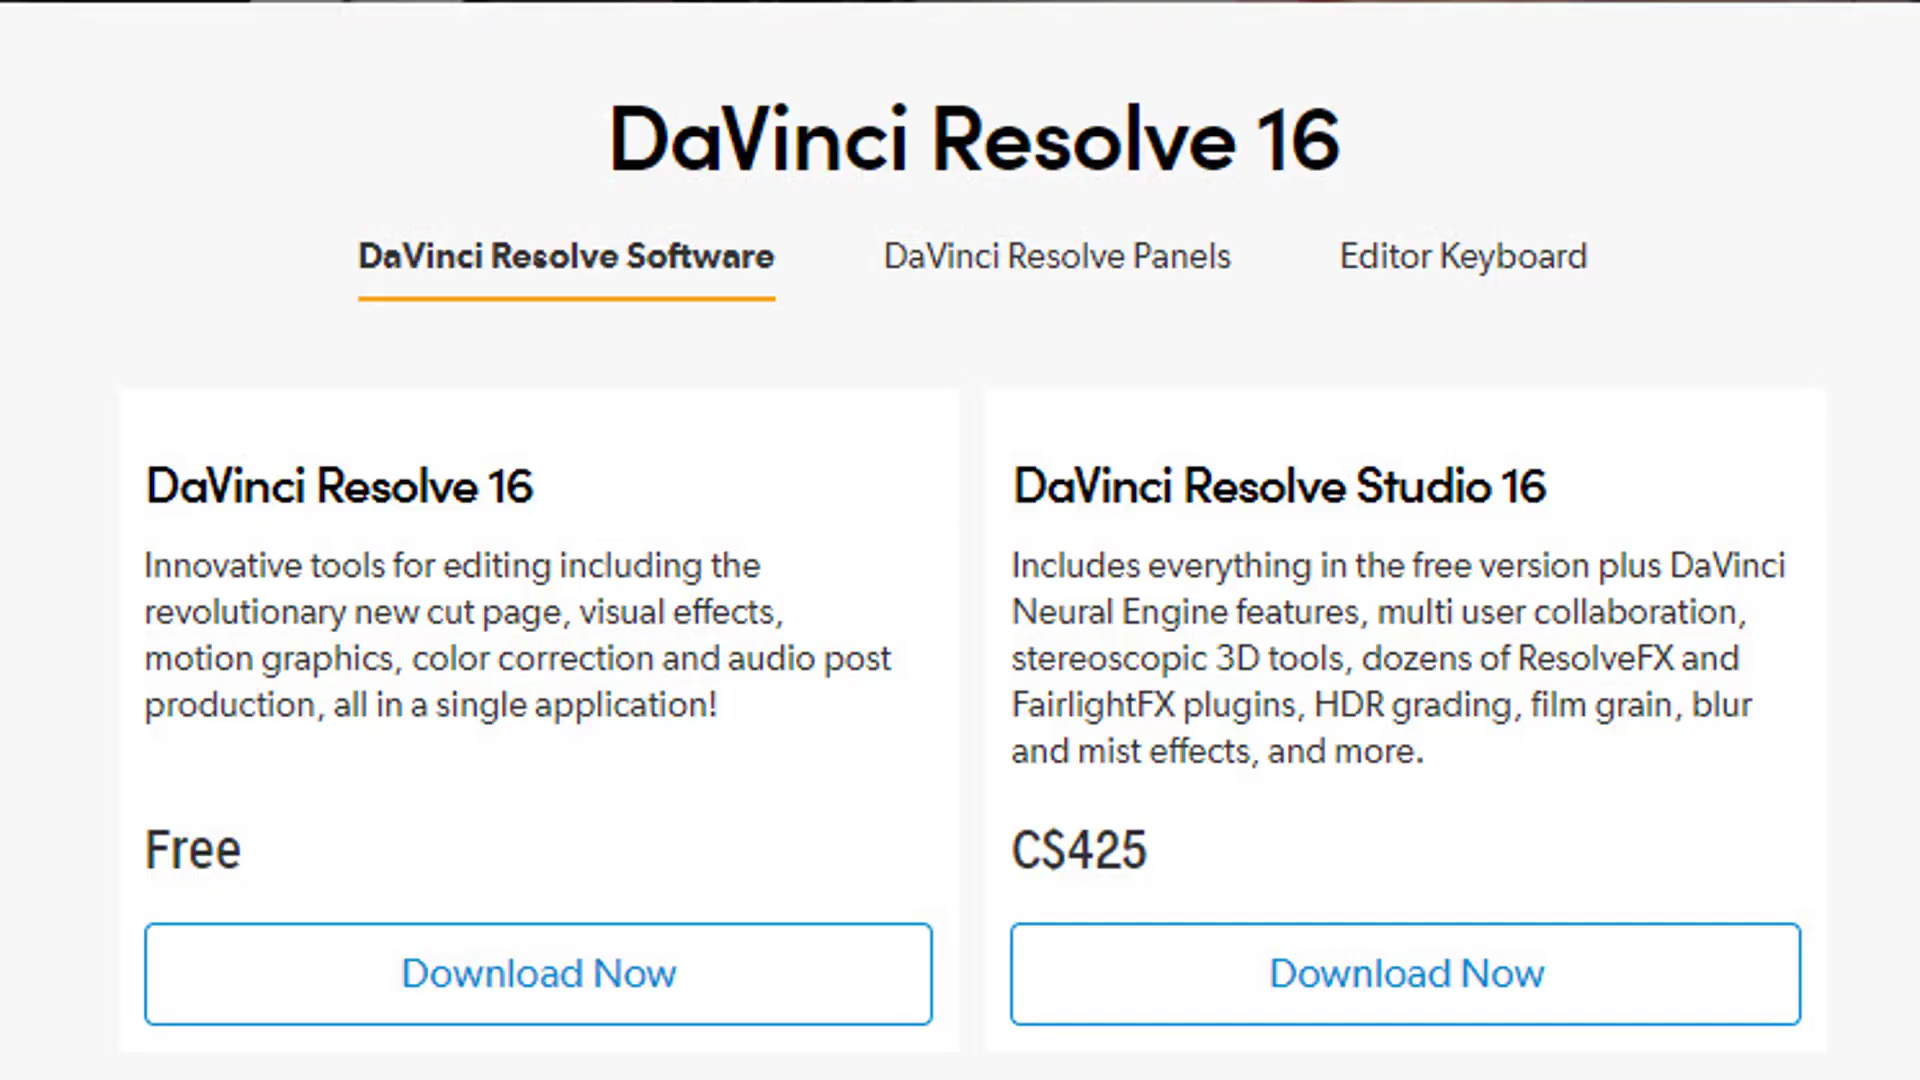 DaVinci Resolve 16
DaVinci Resolve Software DaVinci Resolve Panels Editor Keyboard
DaVinci Resolve 16
Innovative tools for editing including the
revolutionary new cut page, visual effects,
motion graphics, color correction and audio post
production, all in a single application!
Free
Download Now
DaVinci Resolve Studio 16
Includes everything in the free version plus DaVinci
Neural Engine features, multi user collaboration,
stereoscopic 3D tools, dozens of ResolveFX and
FairlightFX plugins, HDR grading, film grain, blur
and mist effects, and more.
C$425
Download Now